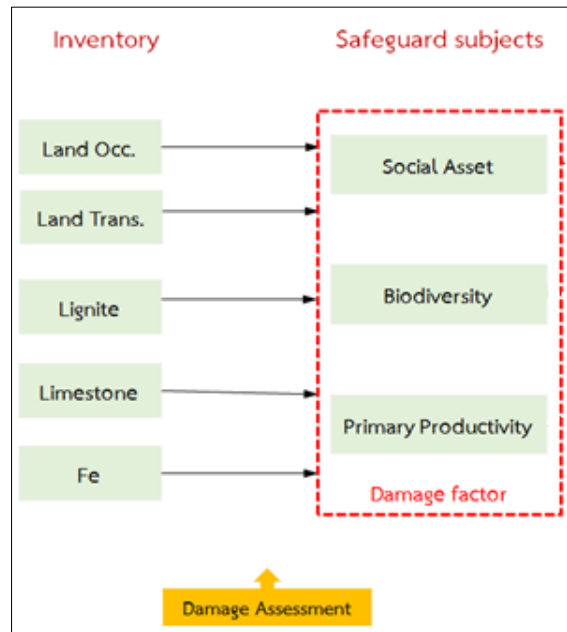 Inventory
Safeguard subjects
Land Occ.
Social Asset
Land Trans.
Lignite
Biodiversity
Limestone
Primary Productivity
Fe
Damage factor
Damage Assessment